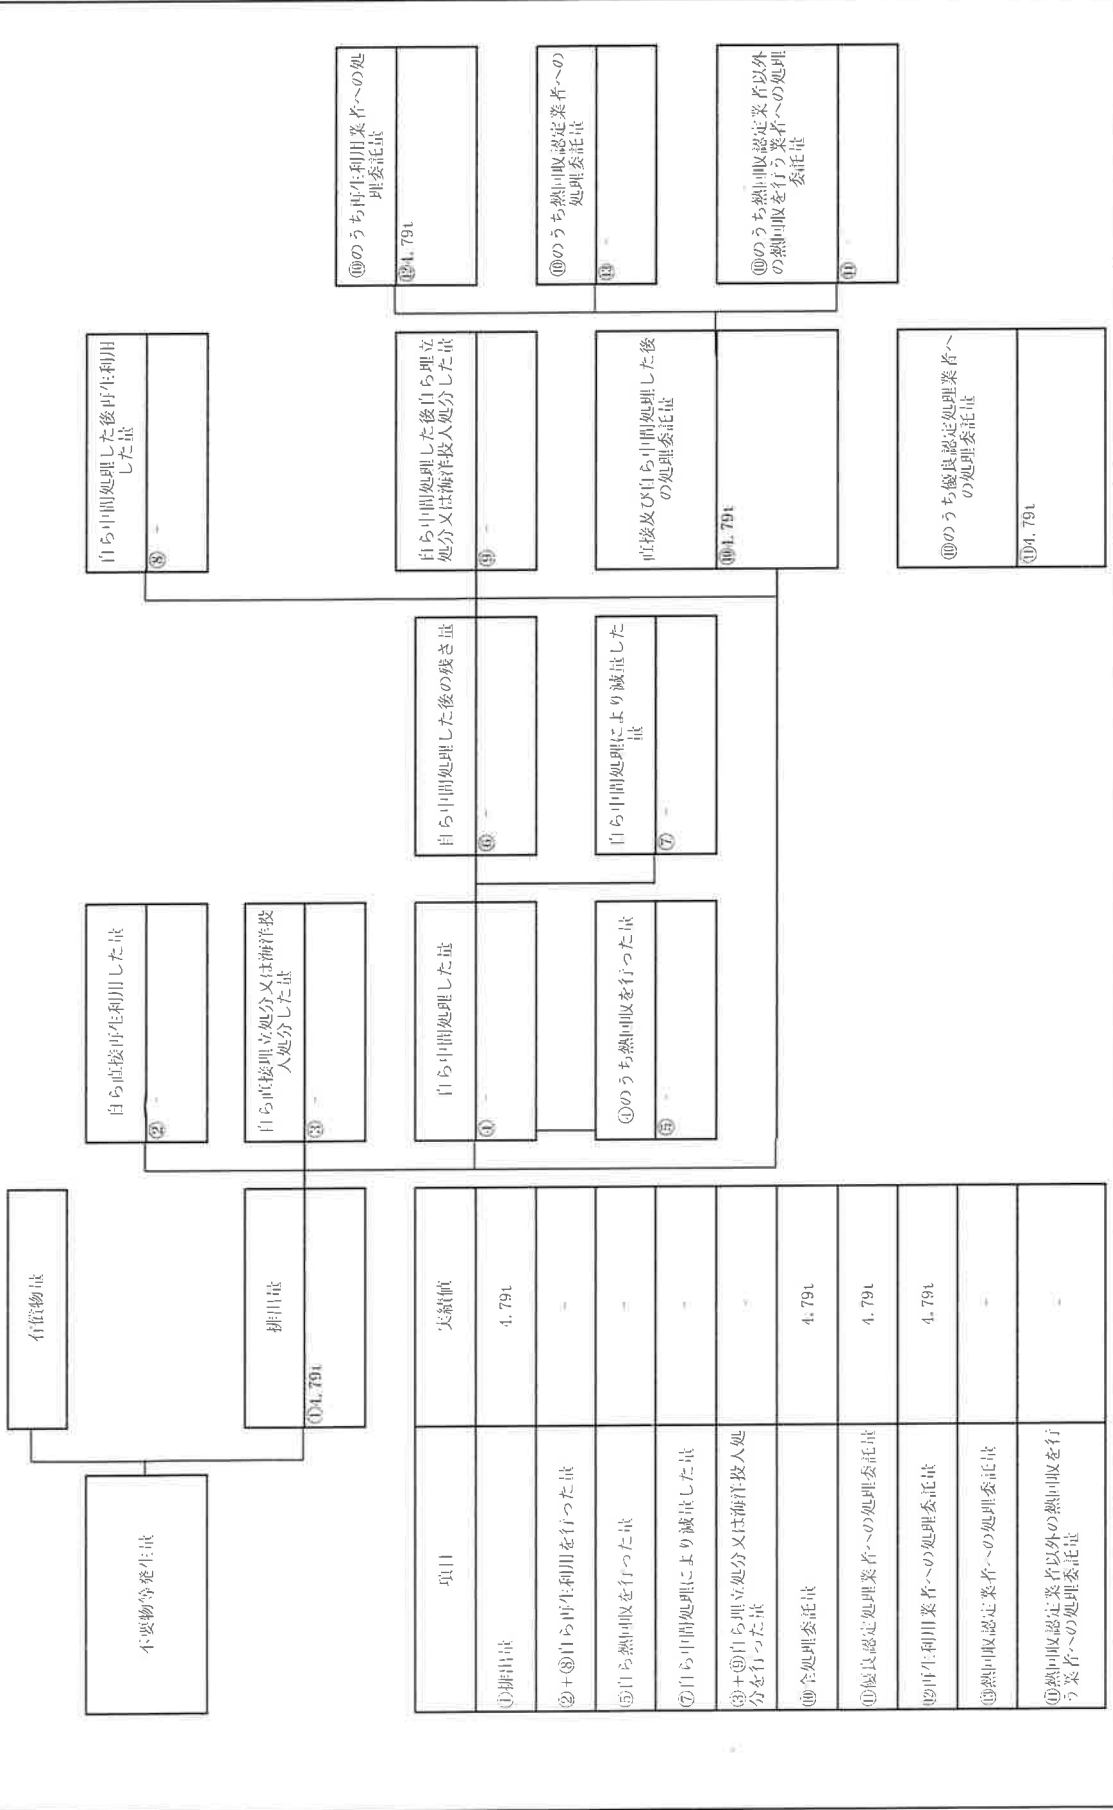 有償物量
不要物等発生量
排出量
①4.79t
自ら直接再生利用した量
②　-
自ら直接埋立処分又は海洋投
入処分した量
③　-
自ら中間処理した量
④　-
④のうち熱回収を行った量
⑤　-
自ら中間処理した後の残さ量
⑥　-
自ら中間処理により減量した
量
⑦　-
自ら中間処理した後再生利用
した量
⑧　-
自ら中間処理した後自ら埋立
処分又は海洋投入処分した量
⑨　-
直接及び自ら中間処理した後
の処理委託量
⑩4.79t
⑩のうち優良認定処理業者へ
の処理委託量
⑪4.79t
⑩のうち再生利用業者への処
理委託量
⑫4.79t
⑩のうち熱回収認定業者への
処理委託量
⑬　-
⑩のうち熱回収認定業者以外
の熱回収を行う業者への処理
委託量
⑭　-
項目　実績値
①排出量　4.79t
②+⑧自ら再生利用を行った量　-
⑤自ら熱回収を行った量　-
⑦自ら中間処理により減量した量　-
③+⑨自ら埋立処分又は海洋投入処
分を行った量　-
⑩全処理委託量　4.79t
⑪優良認定処理業者への処理委託量　4.79t
⑫再生利用業者への処理委託量　4.79t
⑬熱回収認定業者への処理委託量　-
⑭熱回収認定業者以外の熱回収を行
う業者への処理委託量　-